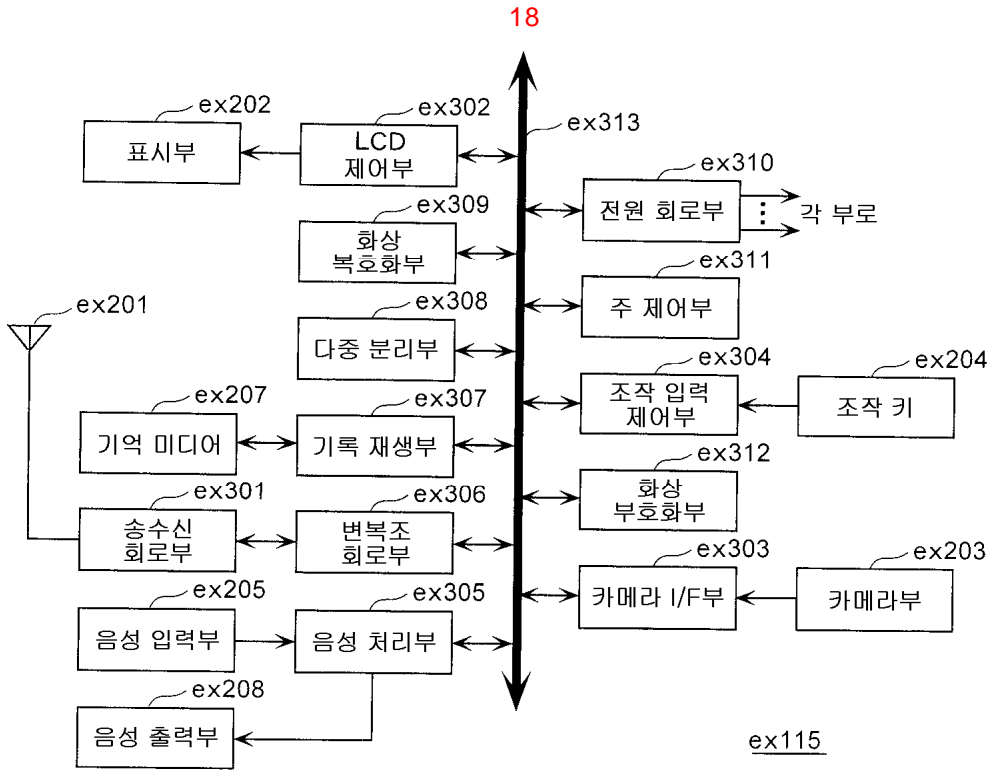 18
ex202
표시부
ex302
LCD
제어부
ex313
ex310
전원 회로부
각 부로
ex309
화상
복호화부
ex311
주 제어부
ex201
ex308
다중 분리부
ex304
조작 입력
제어부
ex204
조작 키
ex207
기억 미디어
ex307
기록 재생부
ex312
화상
부호화부
ex301
송수신
회로부
ex306
변복조
회로부
ex303
카메라 I/F부
ex203
카메라부
ex205
음성 입력부
ex305
음성 처리부
ex208
음성 출력부
ex115